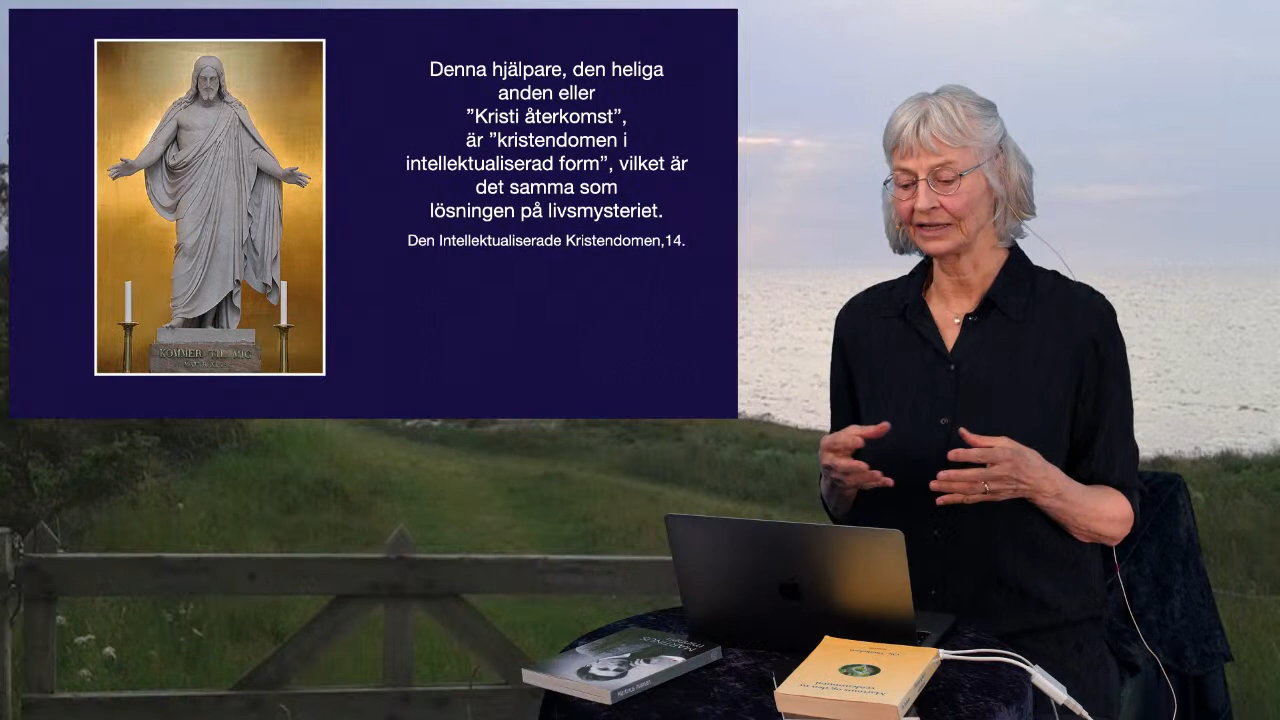 Denna hjälpare, den heliga
anden eller
”Kristi återkomst”,
är ”kristendomen i
intellektualiserad form”, vilket är
det samma som
lösningen på livsmysteriet.
Den Intellektualiserade Kristendomen,14.
KOMMER TIL MIG
MARTINUS